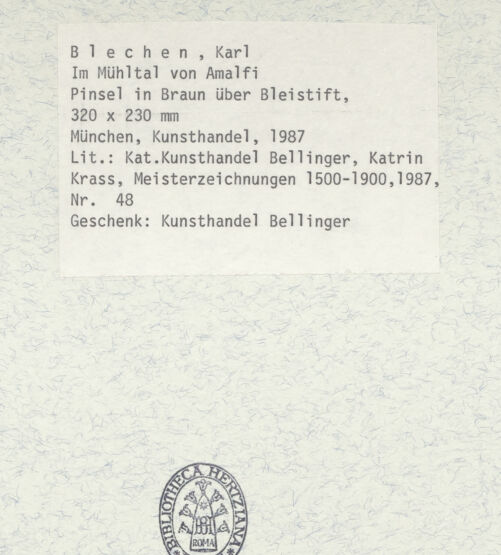 B l e c h e n , Karl
Im Mühltal von Amalfi
Pinsel in Braun über Bleistift,
320 x 230 mm
München, Kunsthandel, 1987
Lit.: Kat.Kunsthandel Bellinger, Katrin
Krass, Meisterzeichnungen 1500-1900,1987,
Nr.  48
Geschenk: Kunsthandel Bellinger
BIBLIOTHECA HERTZIANA
ROMA